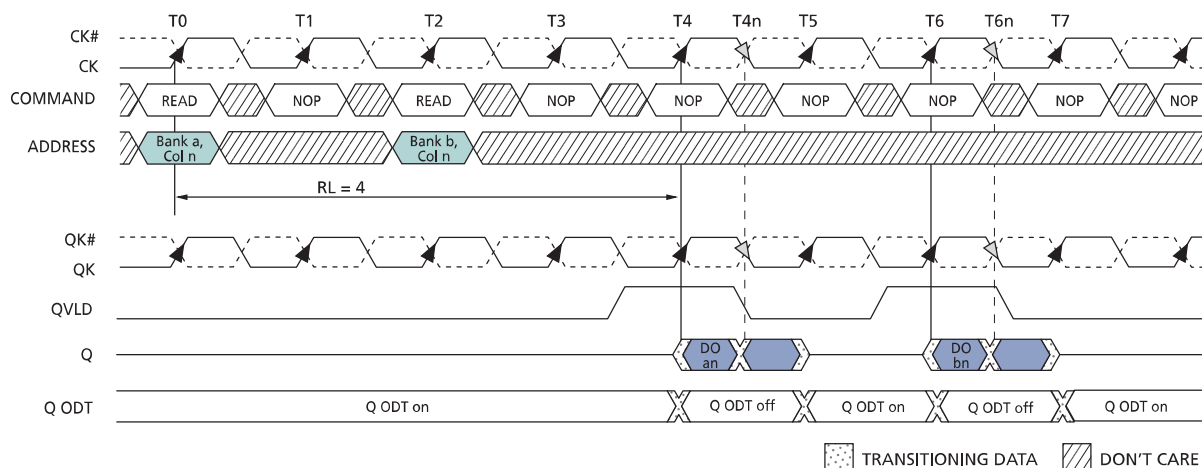 T0 T1 T2 T3 T4 T4n T5 T6 T6n T7
CK#
CK
COMMAND READ NOP READ NOP NOP NOP NOP NOP NOP
ADDRESS Bank a, Col n Bank b, Col n
RL = 4
QK#
QK
QVLD
Q DO an DO bn
Q ODT Q ODT on Q ODT off Q ODT on Q ODT off Q ODT on
TRANSITIONING DATA DON'T CARE